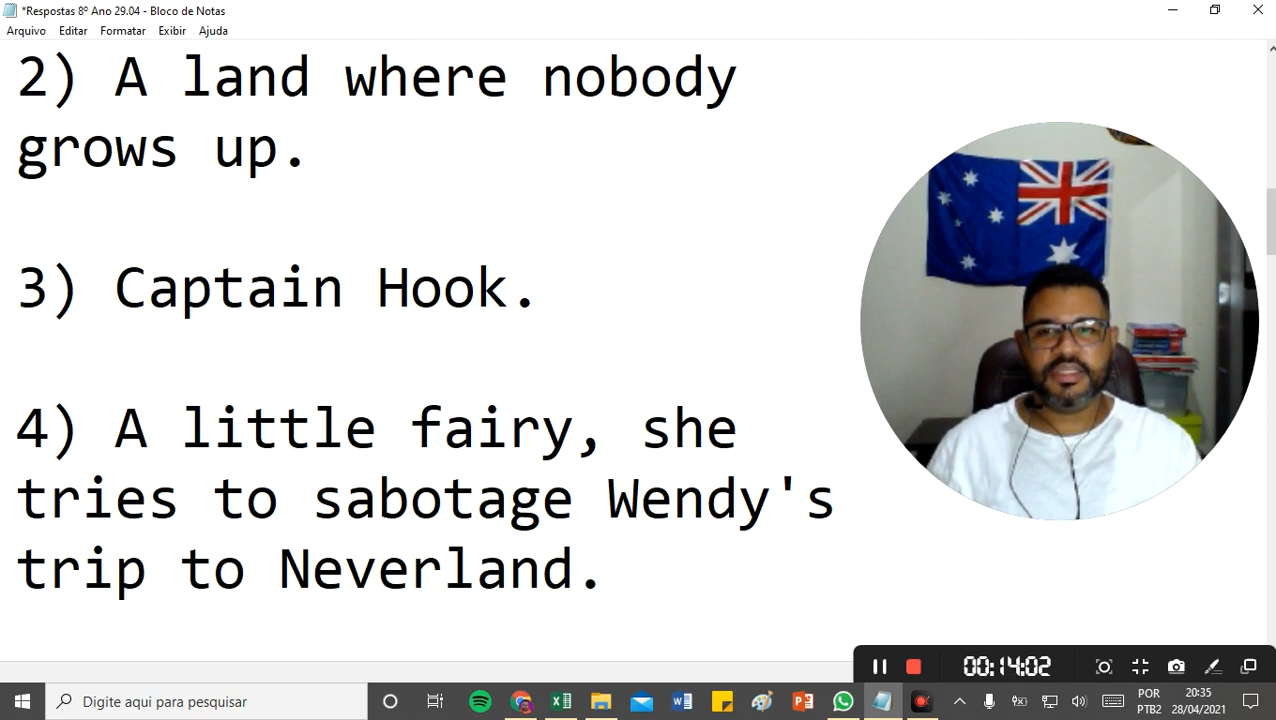 *Respostas 8º Ano 29.04 - Bloco de Notas
Arquivo Editar Formatar Exibir Ajuda
2) A land where nobody
grows up.
3) Captain Hook.
4) A little fairy, she
tries to sabotage Wendy's
trip to Neverland.
00:14:02
Digite aqui para pesquisar
POR
PTB2
20:35
28/04/2021